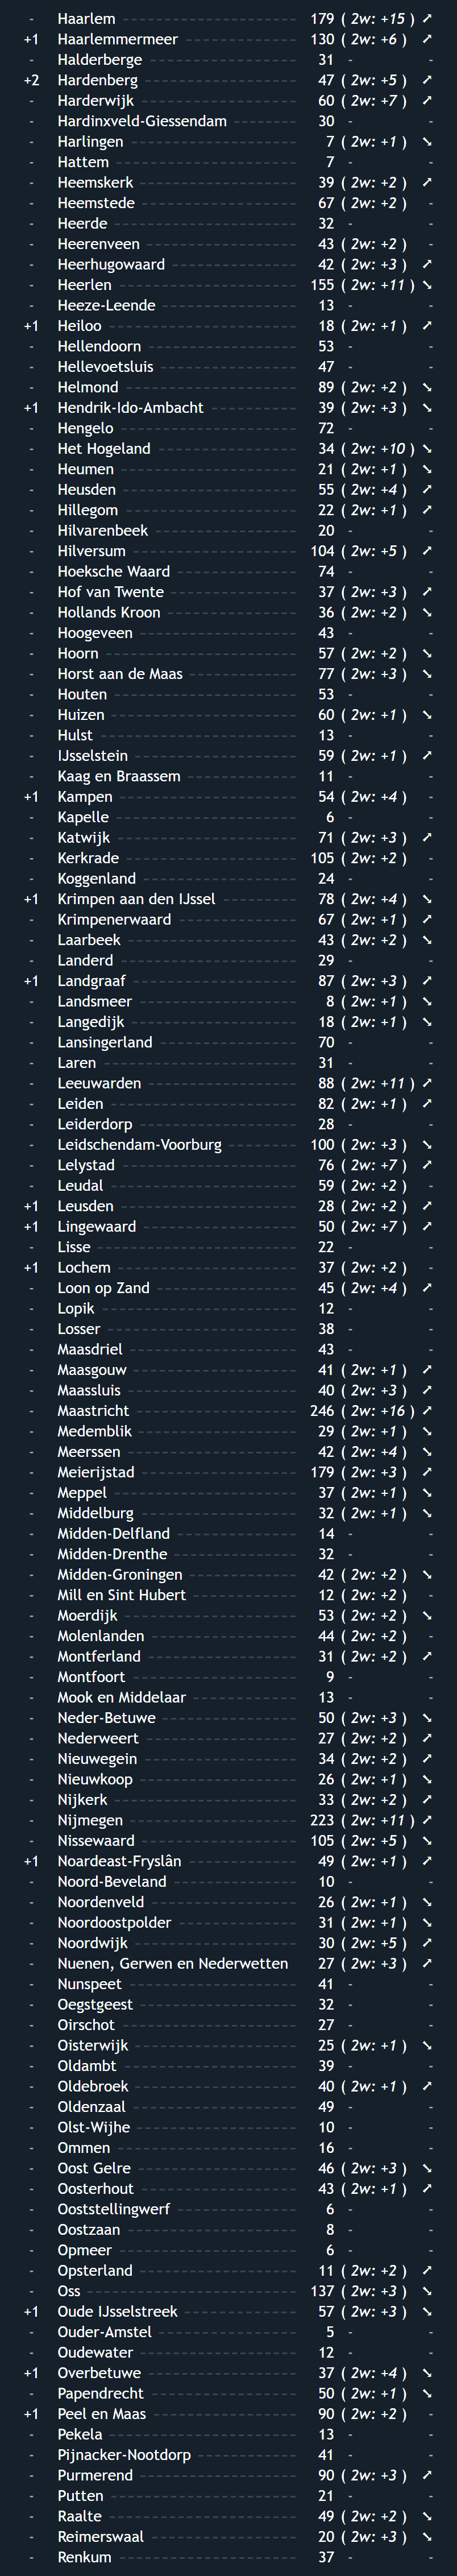 - Haarlem 179 ( 2w: +15 ) ➚
+1 Haarlemmermeer 130 ( 2w: +6 ) ➚
- Halderberge 31 - -
+2 Hardenberg 47 ( 2w: +5 ) ➚
- Harderwijk 60 ( 2w: +7 ) ➚
- Hardinxveld-Giessendam 30 - -
- Harlingen 7 ( 2w: +1 ) ➘
- Hattem 7 - -
- Heemskerk 39 ( 2w: +2 ) ➚
- Heemstede 67 ( 2w: +2 ) -
- Heerde 32 - -
- Heerenveen 43 ( 2w: +2 ) -
- Heerhugowaard 42 ( 2w: +3 ) ➚
- Heerlen 155 ( 2w: +11 ) ➘
- Heeze-Leende 13 - -
+1 Heiloo 18 ( 2w: +1 ) ➚
- Hellendoorn 53 - -
- Hellevoetsluis 47 - -
- Helmond 89 ( 2w: +2 ) ➘
+1 Hendrik-Ido-Ambacht 39 ( 2w: +3 ) ➘
- Hengelo 72 - -
- Het Hogeland 34 ( 2w: +10 ) ➘
- Heumen 21 ( 2w: +1 ) ➘
- Heusden 55 ( 2w: +4 ) ➚
- Hillegom 22 ( 2w: +1 ) ➚
- Hilvarenbeek 20 - -
- Hilversum 104 ( 2w: +5 ) ➚
- Hoeksche Waard 74 - -
- Hof van Twente 37 ( 2w: +3 ) ➚
- Hollands Kroon 36 ( 2w: +2 ) ➘
- Hoogeveen 43 - -
- Hoorn 57 ( 2w: +2 ) ➘
- Horst aan de Maas 77 ( 2w: +3 ) ➘
- Houten 53 - -
- Huizen 60 ( 2w: +1 ) ➘
- Hulst 13 - -
- IJsselstein 59 ( 2w: +1 ) ➚
- Kaag en Braassem 11 - -
+1 Kampen 54 ( 2w: +4 ) -
- Kapelle 6 - -
- Katwijk 71 ( 2w: +3 ) ➚
- Kerkrade 105 ( 2w: +2 ) -
- Koggenland 24 - -
+1 Krimpen aan den IJssel 78 ( 2w: +4 ) ➘
- Krimpenerwaard 67 ( 2w: +1 ) ➚
- Laarbeek 43 ( 2w: +2 ) ➘
- Landerd 29 - -
+1 Landgraaf 87 ( 2w: +3 ) ➚
- Landsmeer 8 ( 2w: +1 ) ➘
- Langedijk 18 ( 2w: +1 ) ➘
- Lansingerland 70 - -
- Laren 31 - -
- Leeuwarden 88 ( 2w: +11 ) ➚
- Leiden 82 ( 2w: +1 ) ➚
- Leiderdorp 28 - -
- Leidschendam-Voorburg 100 ( 2w: +3 ) ➘
- Lelystad 76 ( 2w: +7 ) ➚
- Leudal 59 ( 2w: +2 ) -
+1 Leusden 28 ( 2w: +2 ) ➚
+1 Lingewaard 50 ( 2w: +7 ) ➚
- Lisse 22 - -
+1 Lochem 37 ( 2w: +2 ) -
- Loon op Zand 45 ( 2w: +4 ) ➚
- Lopik 12 - -
- Losser 38 - -
- Maasdriel 43 - -
- Maasgouw 41 ( 2w: +1 ) ➚
- Maassluis 40 ( 2w: +3 ) ➚
- Maastricht 246 ( 2w: +16 ) ➚
- Medemblik 29 ( 2w: +1 ) ➘
- Meerssen 42 ( 2w: +4 ) ➘
- Meierijstad 179 ( 2w: +3 ) ➚
- Meppel 37 ( 2w: +1 ) ➘
- Middelburg 32 ( 2w: +1 ) ➘
- Midden-Delfland 14 - -
- Midden-Drenthe 32 - -
- Midden-Groningen 42 ( 2w: +2 ) ➘
- Mill en Sint Hubert 12 ( 2w: +2 ) -
- Moerdijk 53 ( 2w: +2 ) ➘
- Molenlanden 44 ( 2w: +2 ) -
- Montferland 31 ( 2w: +2 ) ➚
- Montfoort 9 - -
- Mook en Middelaar 13 - -
- Neder-Betuwe 50 ( 2w: +3 ) ➘
- Nederweert 27 ( 2w: +2 ) ➚
- Nieuwegein 34 ( 2w: +2 ) ➚
- Nieuwkoop 26 ( 2w: +1 ) ➘
- Nijkerk 33 ( 2w: +2 ) ➚
- Nijmegen 223 ( 2w: +11 ) ➚
- Nissewaard 105 ( 2w: +5 ) ➘
+1 Noardeast-Fryslân 49 ( 2w: +1 ) ➚
- Noord-Beveland 10 - -
- Noordenveld 26 ( 2w: +1 ) ➘
- Noordoostpolder 31 ( 2w: +1 ) ➘
- Noordwijk 30 ( 2w: +5 ) ➚
- Nuenen, Gerwen en Nederwetten 27 ( 2w: +3 ) ➚
- Nunspeet 41 - -
- Oegstgeest 32 - -
- Oirschot 27 - -
- Oisterwijk 25 ( 2w: +1 ) ➘
- Oldambt 39 - -
- Oldebroek 40 ( 2w: +1 ) ➚
- Oldenzaal 49 - -
- Olst-Wijhe 10 - -
- Ommen 16 - -
- Oost Gelre 46 ( 2w: +3 ) ➘
- Oosterhout 43 ( 2w: +1 ) ➚
- Ooststellingwerf 6 - -
- Oostzaan 8 - -
- Opmeer 6 - -
- Opsterland 11 ( 2w: +2 ) ➚
- Oss 137 ( 2w: +3 ) ➘
+1 Oude IJsselstreek 57 ( 2w: +3 ) ➘
- Ouder-Amstel 5 - -
- Oudewater 12 - -
+1 Overbetuwe 37 ( 2w: +4 ) ➘
- Papendrecht 50 ( 2w: +1 ) ➘
+1 Peel en Maas 90 ( 2w: +2 ) -
- Pekela 13 - -
- Pijnacker-Nootdorp 41 - -
- Purmerend 90 ( 2w: +3 ) ➚
- Putten 21 - -
- Raalte 49 ( 2w: +2 ) ➘
- Reimerswaal 20 ( 2w: +3 ) ➘
- Renkum 37 - -